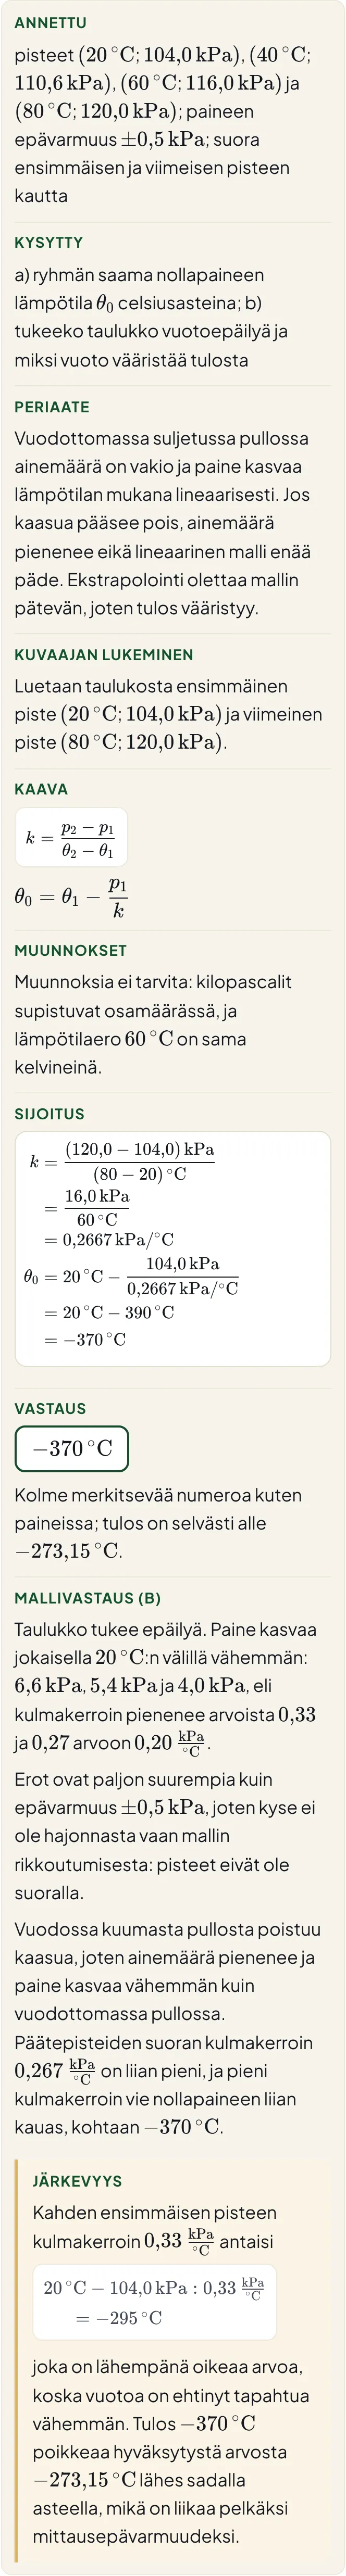 ANNETTU
pisteet (20 °C; 104,0 kPa), (40 °C;
110,6 kPa), (60 °C; 116,0 kPa) ja
(80 °C; 120,0 kPa); paineen
epävarmuus ±0,5 kPa; suora
ensimmäisen ja viimeisen pisteen
kautta
KYSYTTY
a) ryhmän saama nollapaineen
lämpötila θ₀ celsiusasteina; b)
tukeeko taulukko vuotoepäilyä ja
miksi vuoto vääristää tulosta
PERIAATE
Vuodottomassa suljetussa pullossa
ainemäärä on vakio ja paine kasvaa
lämpötilan mukana lineaarisesti. Jos
kaasua pääsee pois, ainemäärä
pienenee eikä lineaarinen malli enää
päde. Ekstrapolointi olettaa mallin
pätevän, joten tulos vääristyy.
KUVAAJAN LUKEMINEN
Luetaan taulukosta ensimmäinen
piste (20 °C; 104,0 kPa) ja viimeinen
piste (80 °C; 120,0 kPa).
KAAVA
k = (p₂ − p₁) / (θ₂ − θ₁)
θ₀ = θ₁ − p₁ / k
MUUNNOKSET
Muunnoksia ei tarvita: kilopascalit
supistuvat osamäärässä, ja
lämpötilaero 60 °C on sama
kelvineinä.
SIJOITUS
k = (120,0 − 104,0) kPa / (80 − 20) °C
= 16,0 kPa / 60 °C
= 0,2667 kPa/°C
θ₀ = 20 °C − 104,0 kPa / 0,2667 kPa/°C
= 20 °C − 390 °C
= −370 °C
VASTAUS
−370 °C
Kolme merkitsevää numeroa kuten
paineissa; tulos on selvästi alle
−273,15 °C.
MALLIVASTAUS (B)
Taulukko tukee epäilyä. Paine kasvaa
jokaisella 20 °C:n välillä vähemmän:
6,6 kPa, 5,4 kPa ja 4,0 kPa, eli
kulmakerroin pienenee arvoista 0,33
ja 0,27 arvoon 0,20 kPa/°C.
Erot ovat paljon suurempia kuin
epävarmuus ±0,5 kPa, joten kyse ei
ole hajonnasta vaan mallin
rikkoutumisesta: pisteet eivät ole
suoralla.
Vuodossa kuumasta pullosta poistuu
kaasua, joten ainemäärä pienenee ja
paine kasvaa vähemmän kuin
vuodottomassa pullossa.
Päätepisteiden suoran kulmakerroin
0,267 kPa/°C on liian pieni, ja pieni
kulmakerroin vie nollapaineen liian
kauas, kohtaan −370 °C.
JÄRKEVYYS
Kahden ensimmäisen pisteen
kulmakerroin 0,33 kPa/°C antaisi
20 °C − 104,0 kPa : 0,33 kPa/°C
= −295 °C
joka on lähempänä oikeaa arvoa,
koska vuotoa on ehtinyt tapahtua
vähemmän. Tulos −370 °C
poikkeaa hyväksytystä arvosta
−273,15 °C lähes sadalla
asteella, mikä on liikaa pelkäksi
mittausepävarmuudeksi.